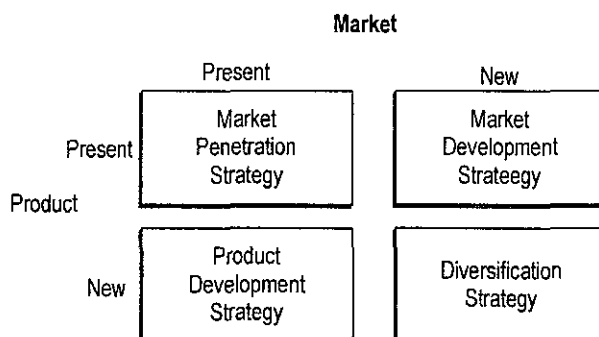 Market
Present
New
Present
Market
Penetration
Strategy
Market
Development
Strateegy
Product
New
Product
Development
Strategy
Diversification
Strategy